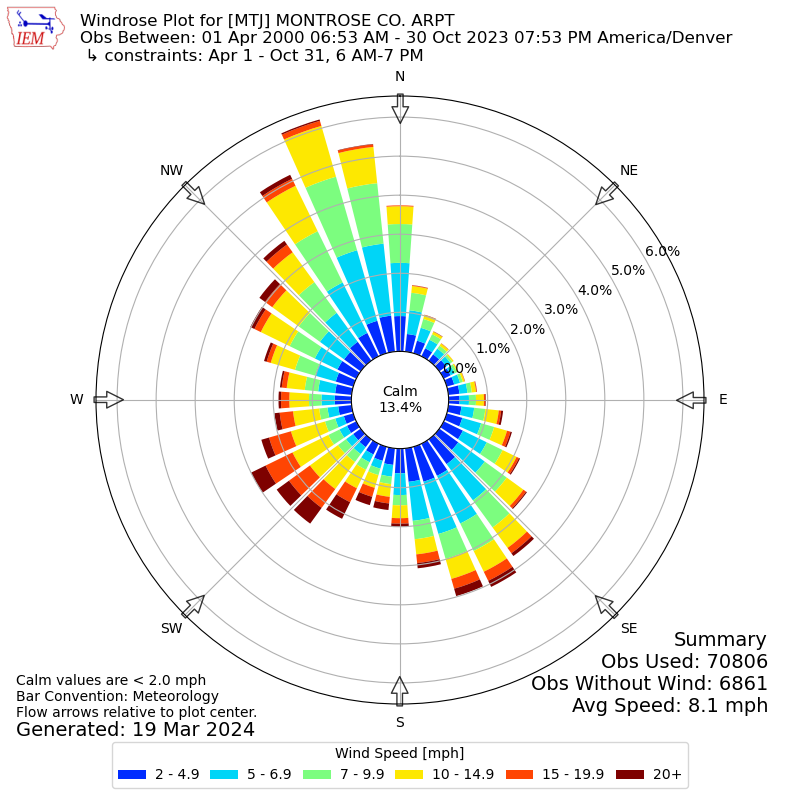 IEM
Windrose Plot for [MTJ] MONTROSE CO. ARPT
Obs Between: 01 Apr 2000 06:53 AM - 30 Oct 2023 07:53 PM America/Denver
↳ constraints: Apr 1 - Oct 31, 6 AM-7 PM
N
NW
NE
6.0%
5.0%
4.0%
3.0%
2.0%
1.0%
0.0%
Calm
13.4%
W
E
SW
SE
S
Summary
Obs Used: 70806
Obs Without Wind: 6861
Avg Speed: 8.1 mph
Calm values are < 2.0 mph
Bar Convention: Meteorology
Flow arrows relative to plot center.
Generated: 19 Mar 2024
Wind Speed [mph]
2 - 4.9 5 - 6.9 7 - 9.9 10 - 14.9 15 - 19.9 20+